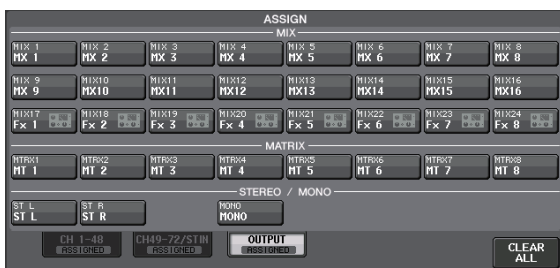 ASSIGN
MIX
MIX 1 MIX 2 MIX 3 MIX 4 MIX 5 MIX 6 MIX 7 MIX 8
MX 1 MX 2 MX 3 MX 4 MX 5 MX 6 MX 7 MX 8
MIX 9 MIX10 MIX11 MIX12 MIX13 MIX14 MIX15 MIX16
MX 9 MX10 MX11 MX12 MX13 MX14 MX15 MX16
MIX17 MIX18 MIX19 MIX20 MIX21 MIX22 MIX23 MIX24
Fx 1 Fx 2 Fx 3 Fx 4 Fx 5 Fx 6 Fx 7 Fx 8
MATRIX
MTRX1 MTRX2 MTRX3 MTRX4 MTRX5 MTRX6 MTRX7 MTRX8
MT 1 MT 2 MT 3 MT 4 MT 5 MT 6 MT 7 MT 8
STEREO / MONO
ST L ST R MONO
ST L ST R MONO
CH 1-48 CH49-72/STIN OUTPUT
ASSIGNED ASSIGNED ASSIGNED
CLEAR
ALL